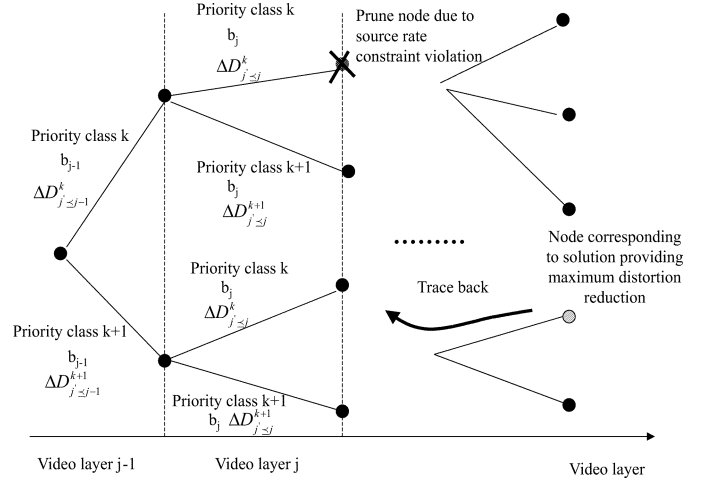 Priority class k
b_j
ΔD^k_{j'≼j}
Prune node due to
source rate
constraint violation
Priority class k
b_{j-1}
ΔD^k_{j'≼j-1}
Priority class k+1
b_j
ΔD^{k+1}_{j'≼j}
Node corresponding
to solution providing
maximum distortion
reduction
Priority class k
b_j
ΔD^k_{j'≼j}
Trace back
Priority class k+1
b_{j-1}
ΔD^{k+1}_{j'≼j-1}
Priority class k+1
b_j ΔD^{k+1}_{j'≼j}
Video layer j-1
Video layer j
Video layer